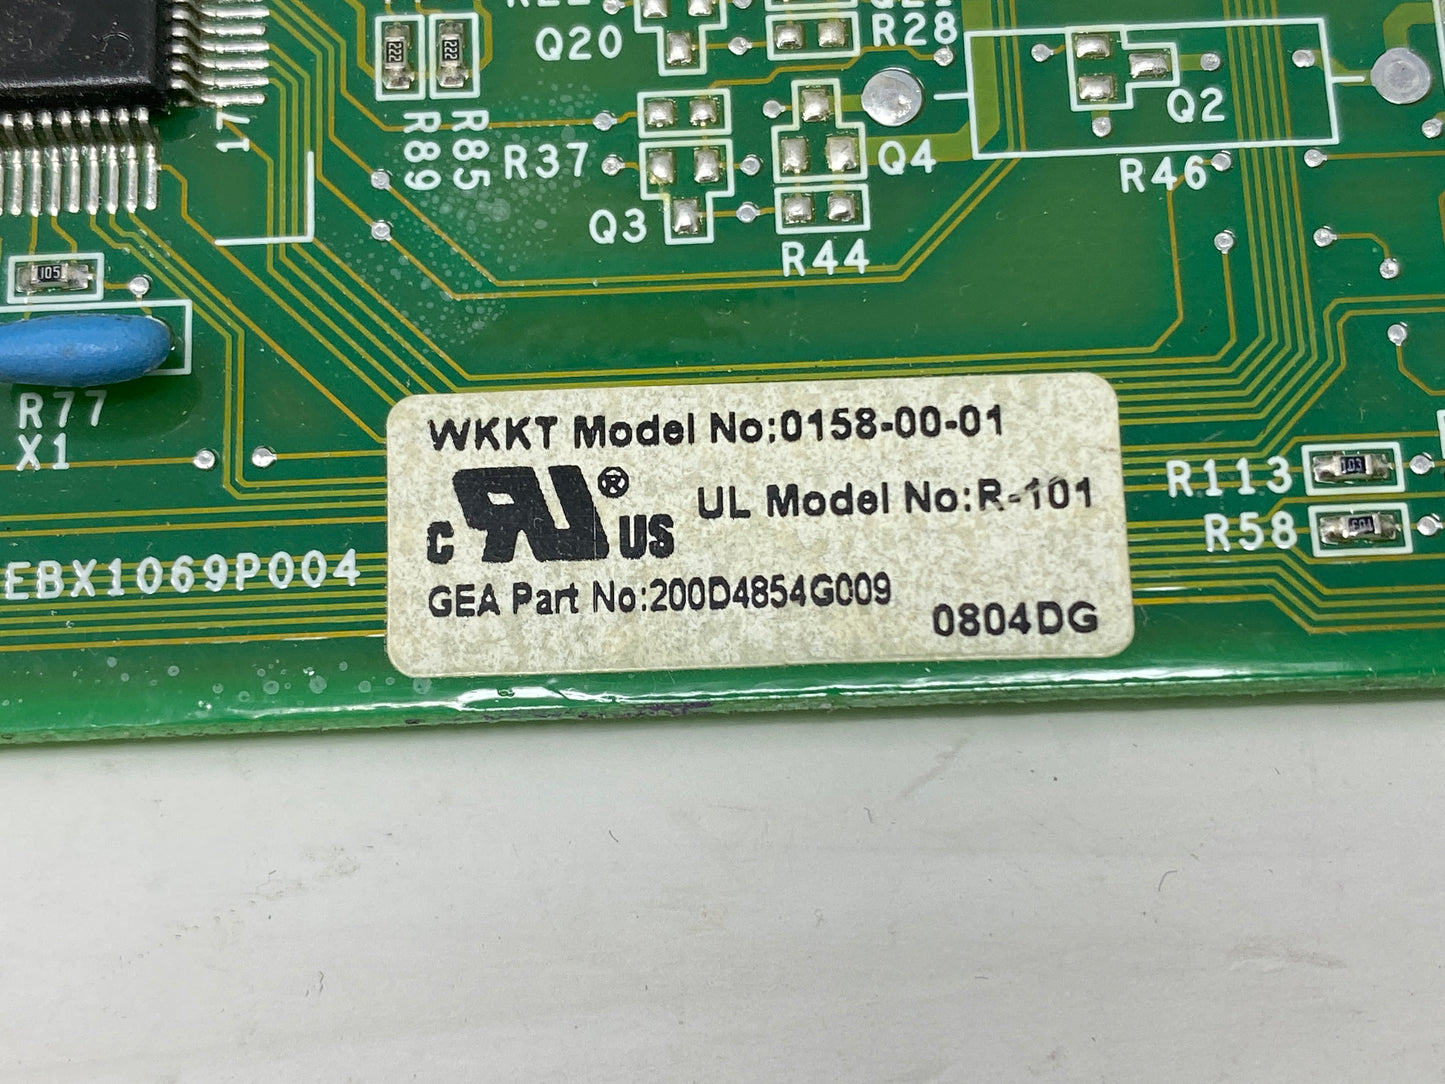 Q20
R28
Q2
222
222
R89
R85
17
R37
Q4
R46
Q3
R44
105
R77
X1
WKKT Model No:0158-00-01
c RU ® US
UL Model No:R-101
GEA Part No:200D4854G009
0804DG
R113
103
R58
EBX1069P004